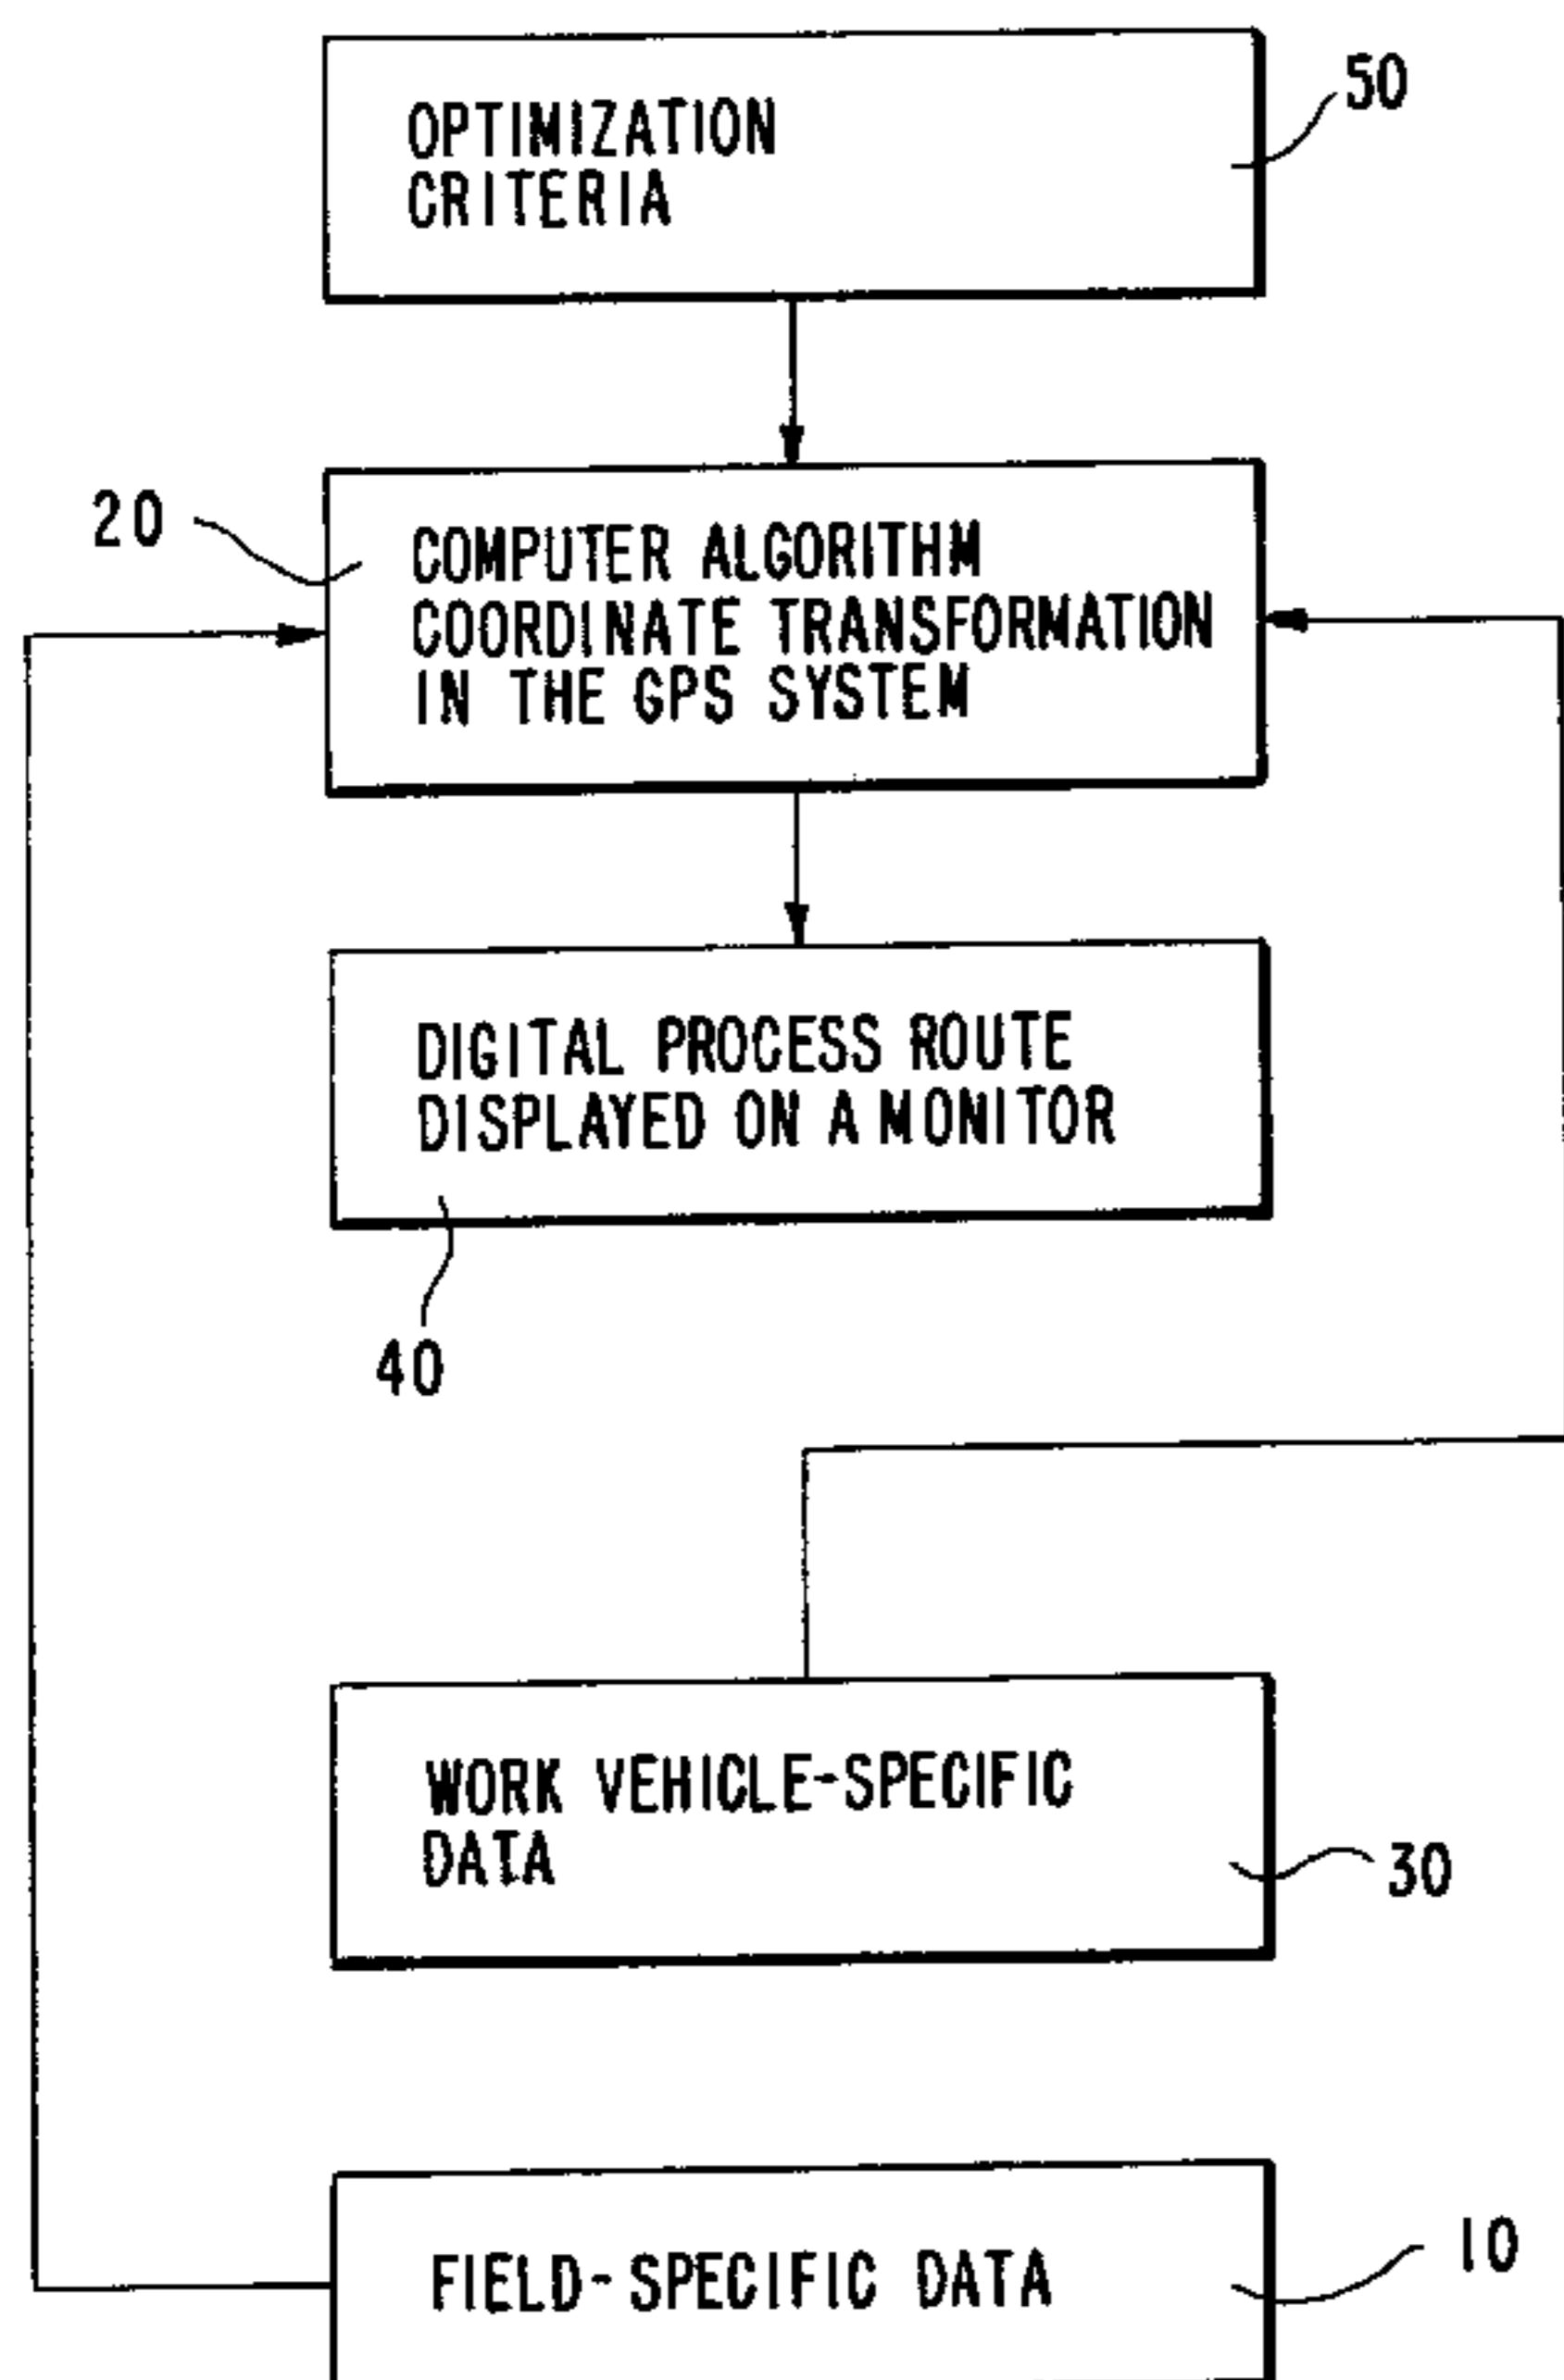 50
OPTIMIZATION
CRITERIA
20
COMPUTER ALGORITHM
COORDINATE TRANSFORMATION
IN THE GPS SYSTEM
DIGITAL PROCESS ROUTE
DISPLAYED ON A MONITOR
40
WORK VEHICLE-SPECIFIC
DATA
30
FIELD-SPECIFIC DATA
10